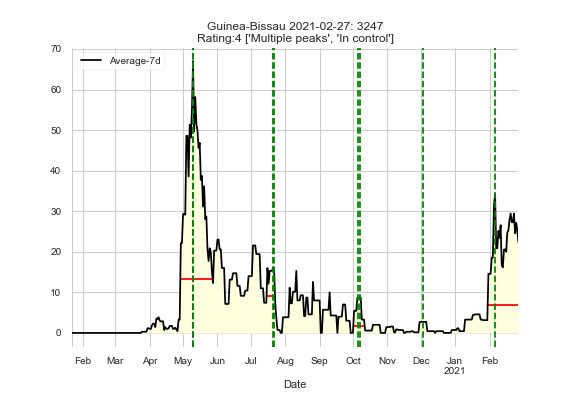 Guinea-Bissau 2021-02-27: 3247
Rating:4 ['Multiple peaks', 'In control']
Average-7d
70
60
50
40
30
20
10
0
Feb Mar Apr May Jun Jul Aug Sep Oct Nov Dec Jan Feb
2021
Date